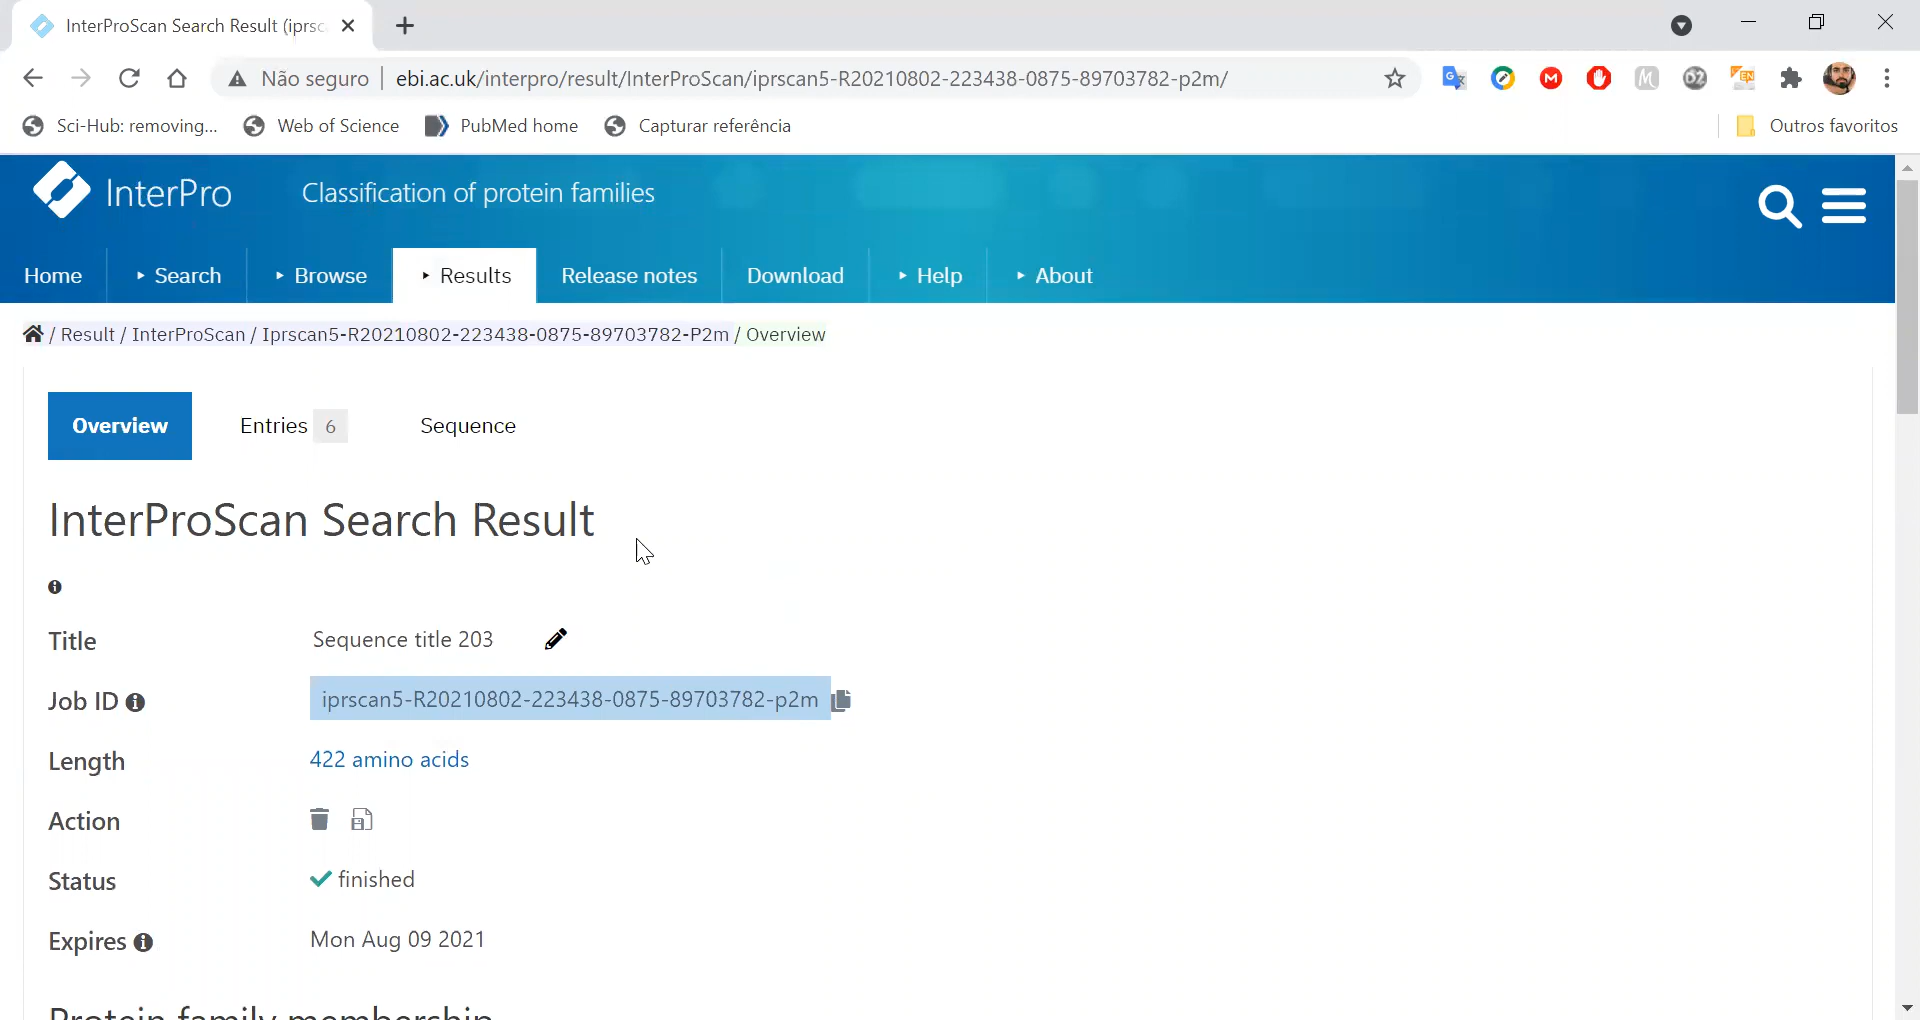 InterProScan Search Result (iprsc
Não seguro ebi.ac.uk/interpro/result/InterProScan/iprscan5-R20210802-223438-0875-89703782-p2m/
Sci-Hub: removing... Web of Science PubMed home Capturar referência Outros favoritos
InterPro Classification of protein families
Home Search Browse Results Release notes Download Help About
/ Result / InterProScan / Iprscan5-R20210802-223438-0875-89703782-P2m / Overview
Overview Entries 6 Sequence
InterProScan Search Result
Title Sequence title 203
Job ID iprscan5-R20210802-223438-0875-89703782-p2m
Length 422 amino acids
Action
Status finished
Expires Mon Aug 09 2021
Protein family membership